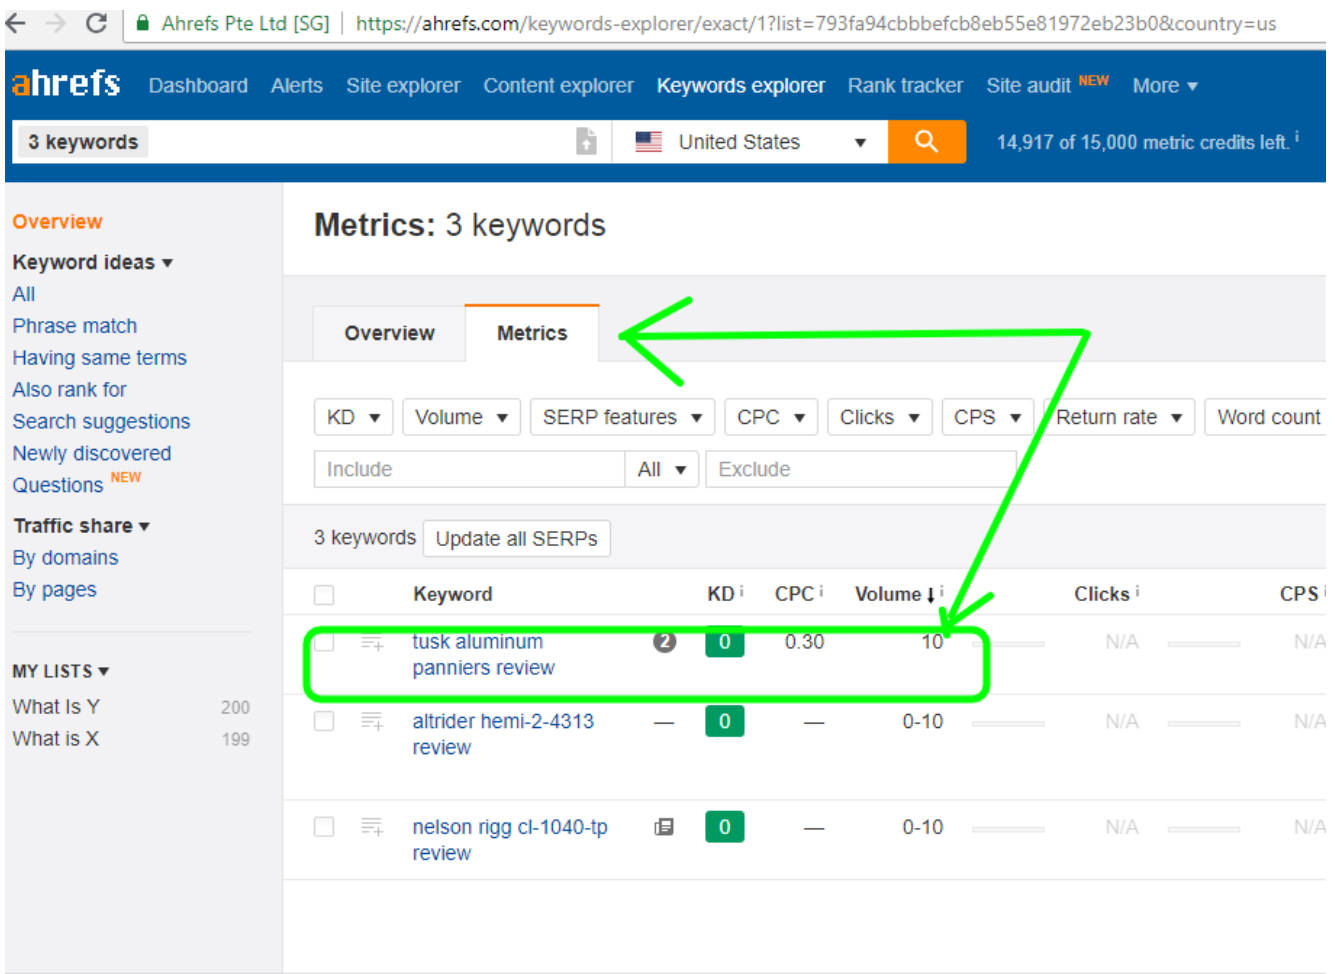 Ahrefs Pte Ltd [SG] https://ahrefs.com/keywords-explorer/exact/1?list=793fa94cbbbefcb8eb55e81972eb23b0&country=us
ahrefs Dashboard Alerts Site explorer Content explorer Keywords explorer Rank tracker Site audit NEW More
3 keywords United States 14,917 of 15,000 metric credits left. i
Overview
Keyword ideas
All
Phrase match
Having same terms
Also rank for
Search suggestions
Newly discovered
Questions NEW
Traffic share
By domains
By pages
MY LISTS
What Is Y 200
What is X 199
Metrics: 3 keywords
Overview Metrics
KD Volume SERP features CPC Clicks CPS Return rate Word count
Include All Exclude
3 keywords Update all SERPs
Keyword KD i CPC i Volume i Clicks i CPS i
tusk aluminum 2 0 0.30 10 N/A N/A
panniers review
altrider hemi-2-4313 — 0 — 0-10 N/A N/A
review
nelson rigg cl-1040-tp 0 — 0-10 N/A N/A
review